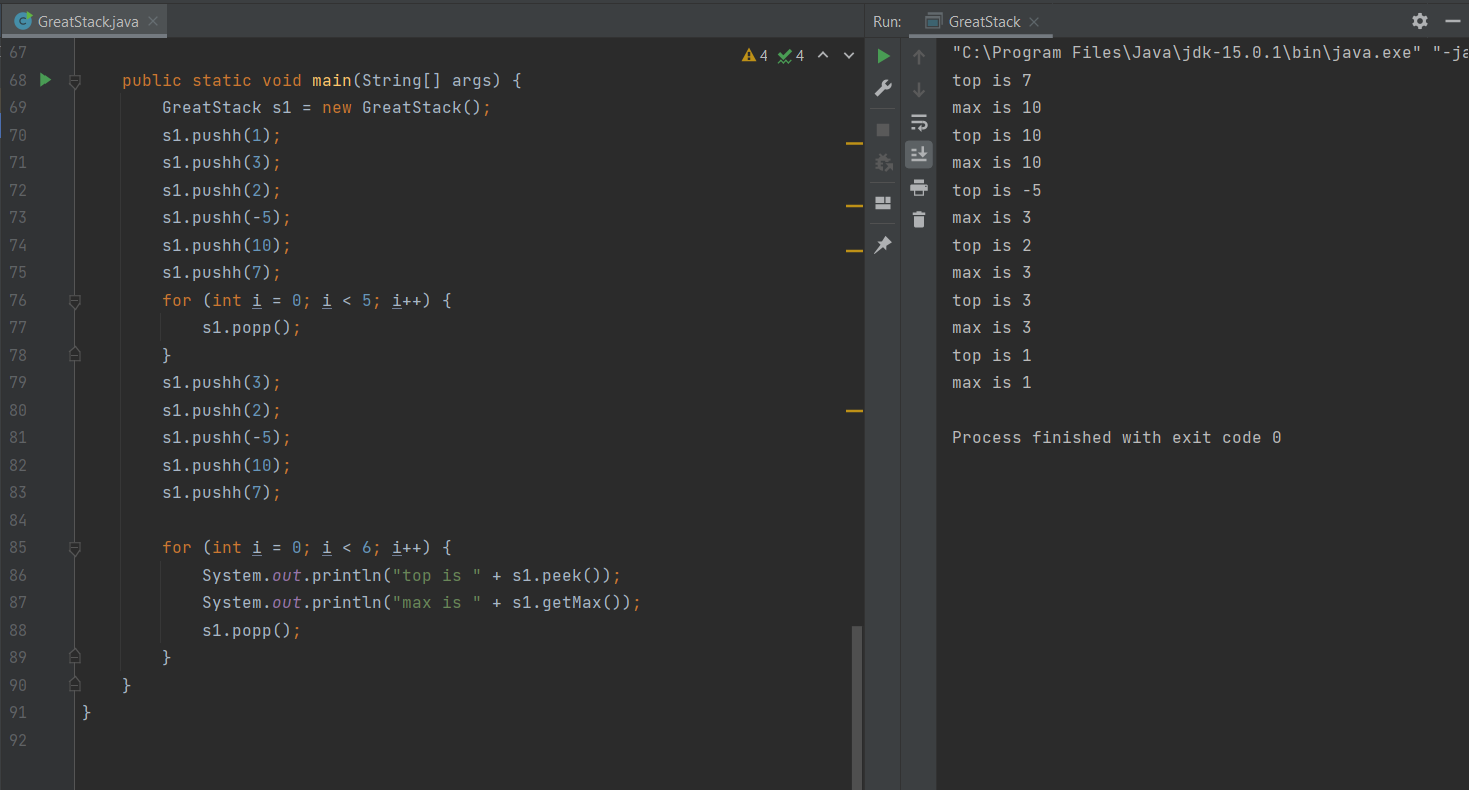 GreatStack.java
4 4
67
68 public static void main(String[] args) {
69 GreatStack s1 = new GreatStack();
70 s1.pushh(1);
71 s1.pushh(3);
72 s1.pushh(2);
73 s1.pushh(-5);
74 s1.pushh(10);
75 s1.pushh(7);
76 for (int i = 0; i < 5; i++) {
77 s1.popp();
78 }
79 s1.pushh(3);
80 s1.pushh(2);
81 s1.pushh(-5);
82 s1.pushh(10);
83 s1.pushh(7);
84
85 for (int i = 0; i < 6; i++) {
86 System.out.println("top is " + s1.peek());
87 System.out.println("max is " + s1.getMax());
88 s1.popp();
89 }
90 }
91 }
92
Run: GreatStack
"C:\Program Files\Java\jdk-15.0.1\bin\java.exe" "-ja
top is 7
max is 10
top is 10
max is 10
top is -5
max is 3
top is 2
max is 3
top is 3
max is 3
top is 1
max is 1
Process finished with exit code 0